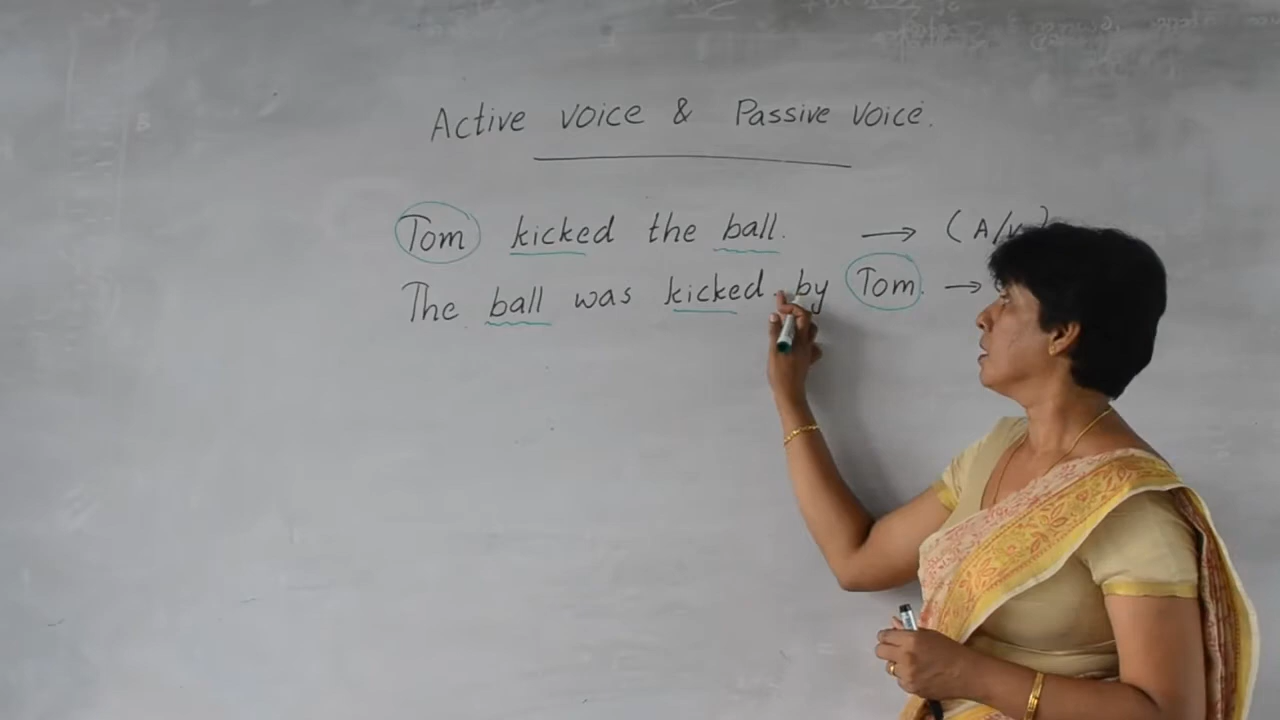 Active voice & Passive Voice.
Tom kicked the ball. → (A/
The ball was kicked by Tom. →